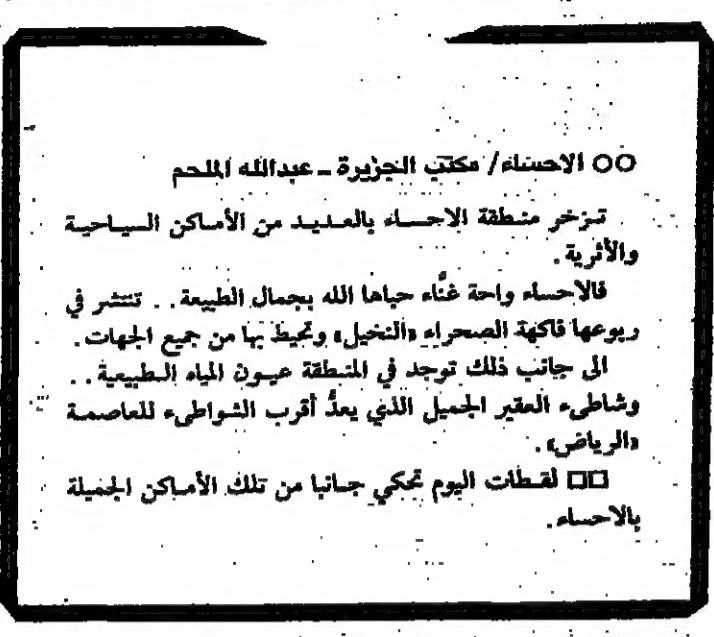 ○○ الاحساء/ مكتب الجزيرة ـ عبدالله الملحم
تزخر منطقة الاحساء بالعديد من الأماكن السياحية
والأثرية .
فالاحساء واحة غنَّاء حباها الله بجمال الطبيعة . . تنتشر في
ربوعها فاكهة الصحراء «النخيل» وتحيط بها من جميع الجهات .
الى جانب ذلك توجد في المنطقة عيون المياه الطبيعية . .
وشاطىء العقير الجميل الذي يعدُّ أقرب الشواطىء للعاصمة
«الرياض» .
□□ لقطات اليوم تحكي جانبا من تلك الأماكن الجميلة
بالاحساء .